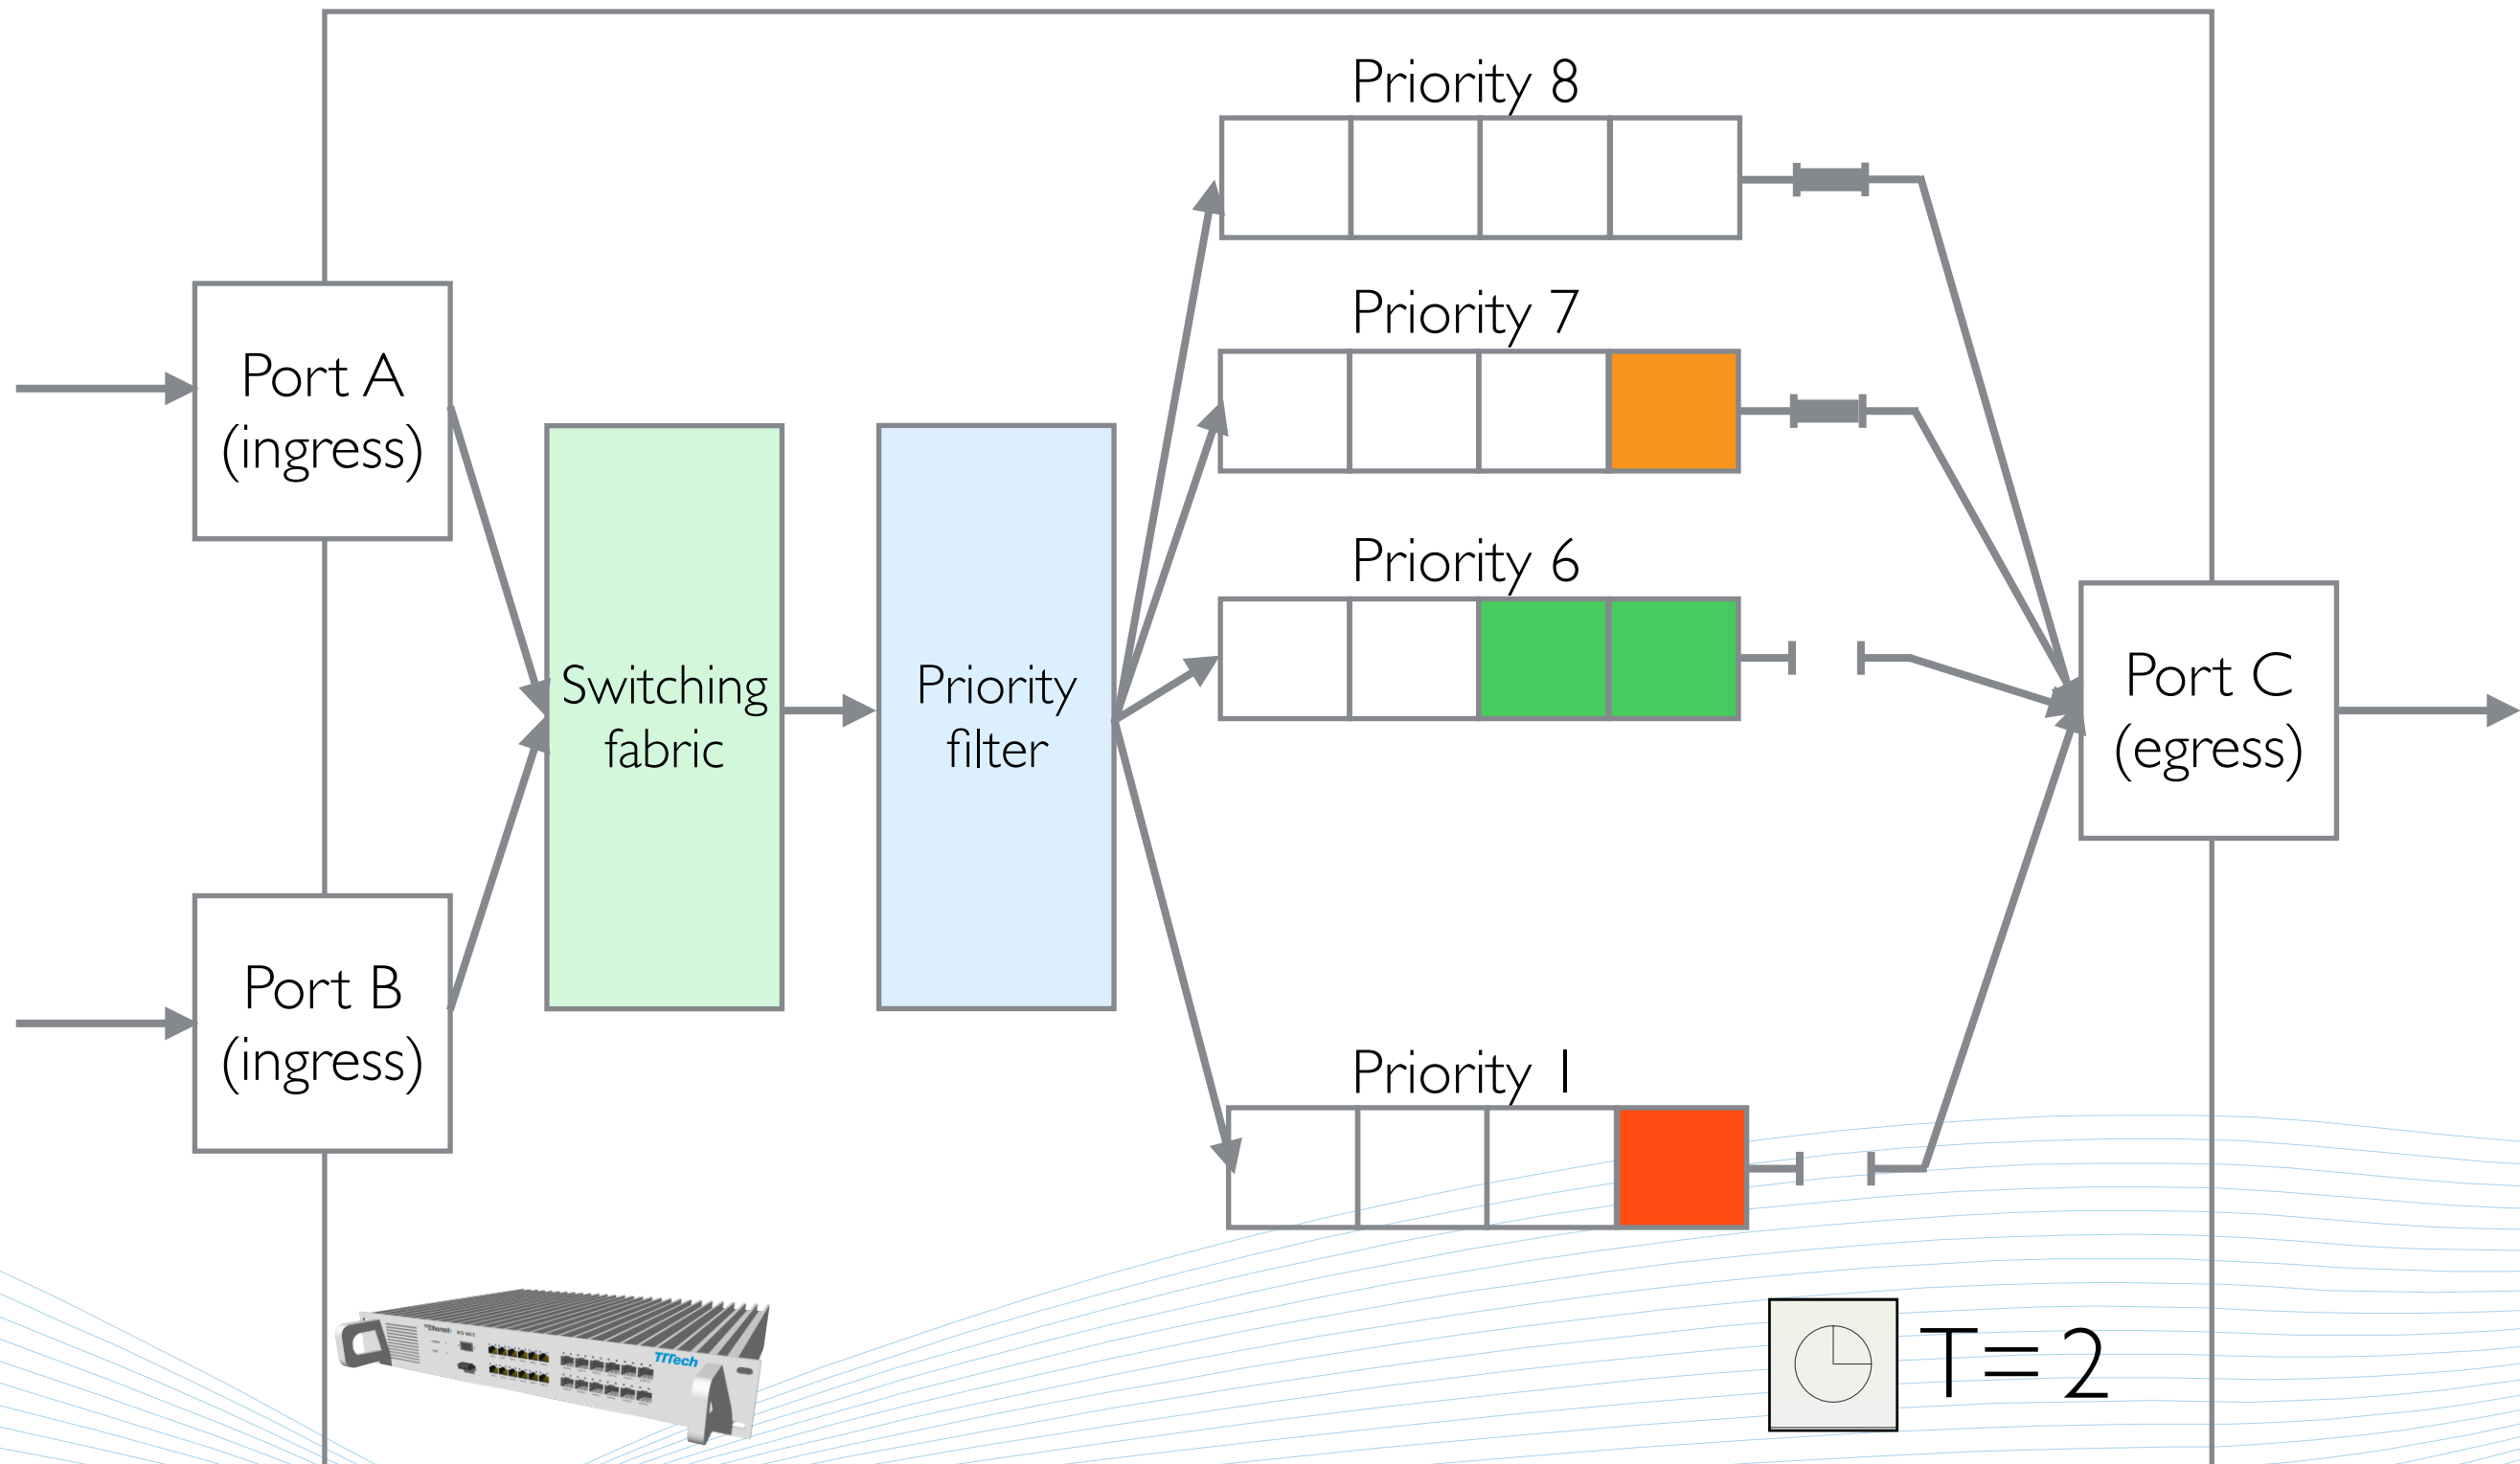 Priority 8
Priority 7
Port A
(ingress)
Priority 6
Switching
fabric
Priority
filter
Port C
(egress)
Port B
(ingress)
Priority 1
TTTech
T= 2